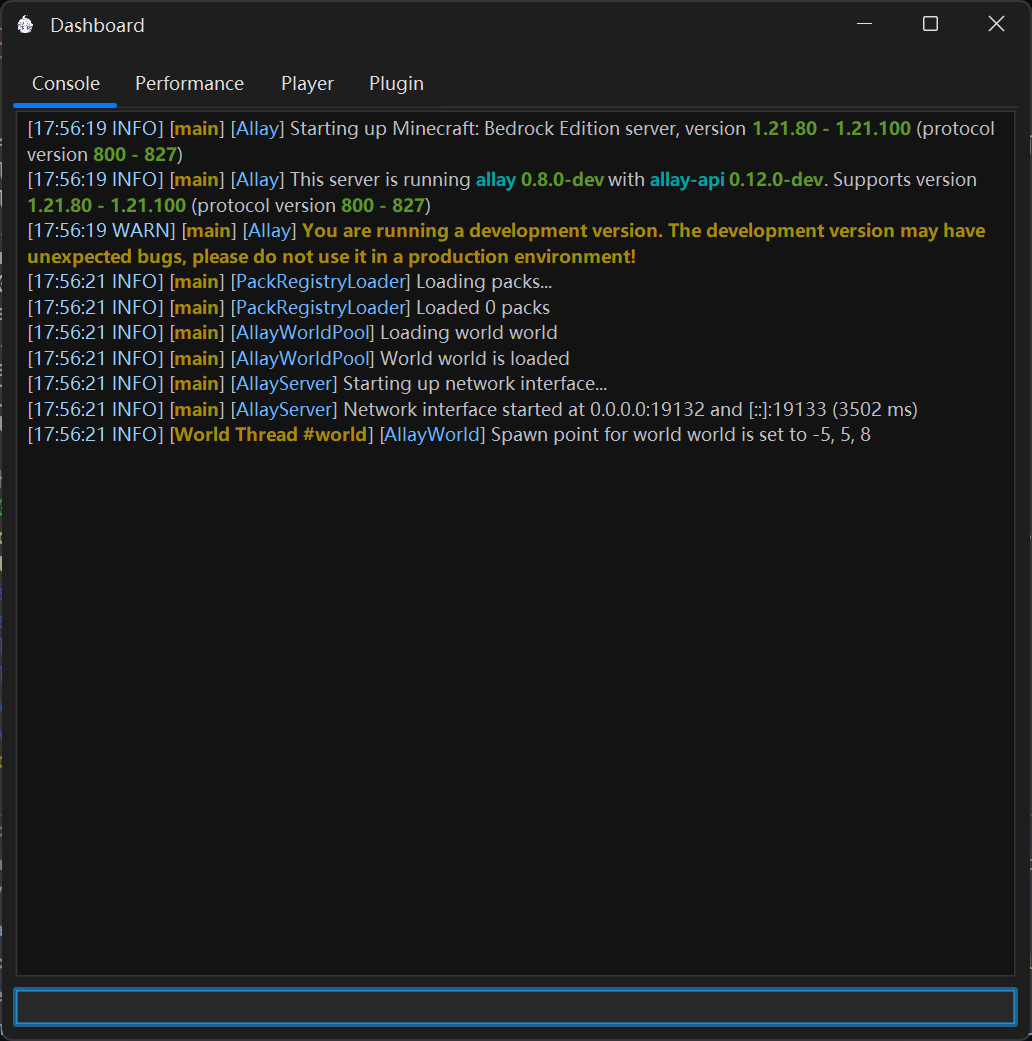 Dashboard
Console Performance Player Plugin
[17:56:19 INFO] [main] [Allay] Starting up Minecraft: Bedrock Edition server, version 1.21.80 - 1.21.100 (protocol
version 800 - 827)
[17:56:19 INFO] [main] [Allay] This server is running allay 0.8.0-dev with allay-api 0.12.0-dev. Supports version
1.21.80 - 1.21.100 (protocol version 800 - 827)
[17:56:19 WARN] [main] [Allay] You are running a development version. The development version may have
unexpected bugs, please do not use it in a production environment!
[17:56:21 INFO] [main] [PackRegistryLoader] Loading packs...
[17:56:21 INFO] [main] [PackRegistryLoader] Loaded 0 packs
[17:56:21 INFO] [main] [AllayWorldPool] Loading world world
[17:56:21 INFO] [main] [AllayWorldPool] World world is loaded
[17:56:21 INFO] [main] [AllayServer] Starting up network interface...
[17:56:21 INFO] [main] [AllayServer] Network interface started at 0.0.0.0:19132 and [::]:19133 (3502 ms)
[17:56:21 INFO] [World Thread #world] [AllayWorld] Spawn point for world world is set to -5, 5, 8